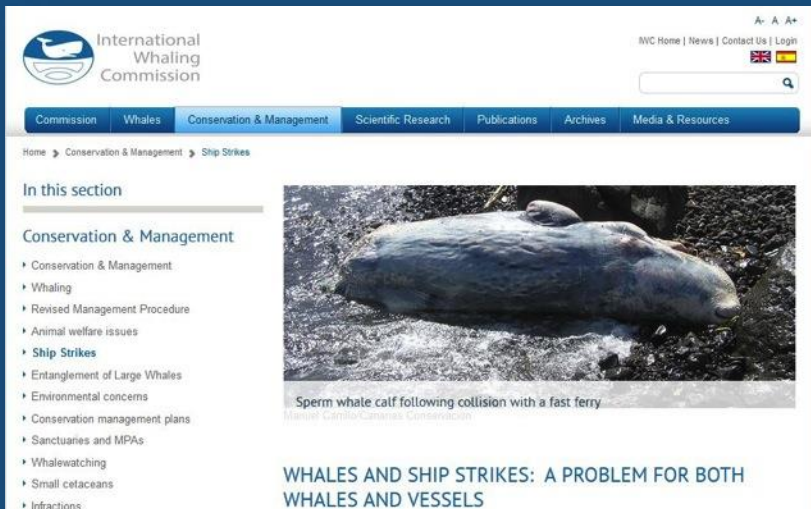 A- A A+
International
Whaling
Commission
IWC Home | News | Contact Us | Login
Commission Whales Conservation & Management Scientific Research Publications Archives Media & Resources
Home Conservation & Management Ship Strikes
In this section
Conservation & Management
Conservation & Management
Whaling
Revised Management Procedure
Animal welfare issues
Ship Strikes
Entanglement of Large Whales
Environmental concerns
Conservation management plans
Sanctuaries and MPAs
Whalewatching
Small cetaceans
Infractions
Sperm whale calf following collision with a fast ferry
Manuel Carrillo/Canarias Conservación
WHALES AND SHIP STRIKES: A PROBLEM FOR BOTH
WHALES AND VESSELS